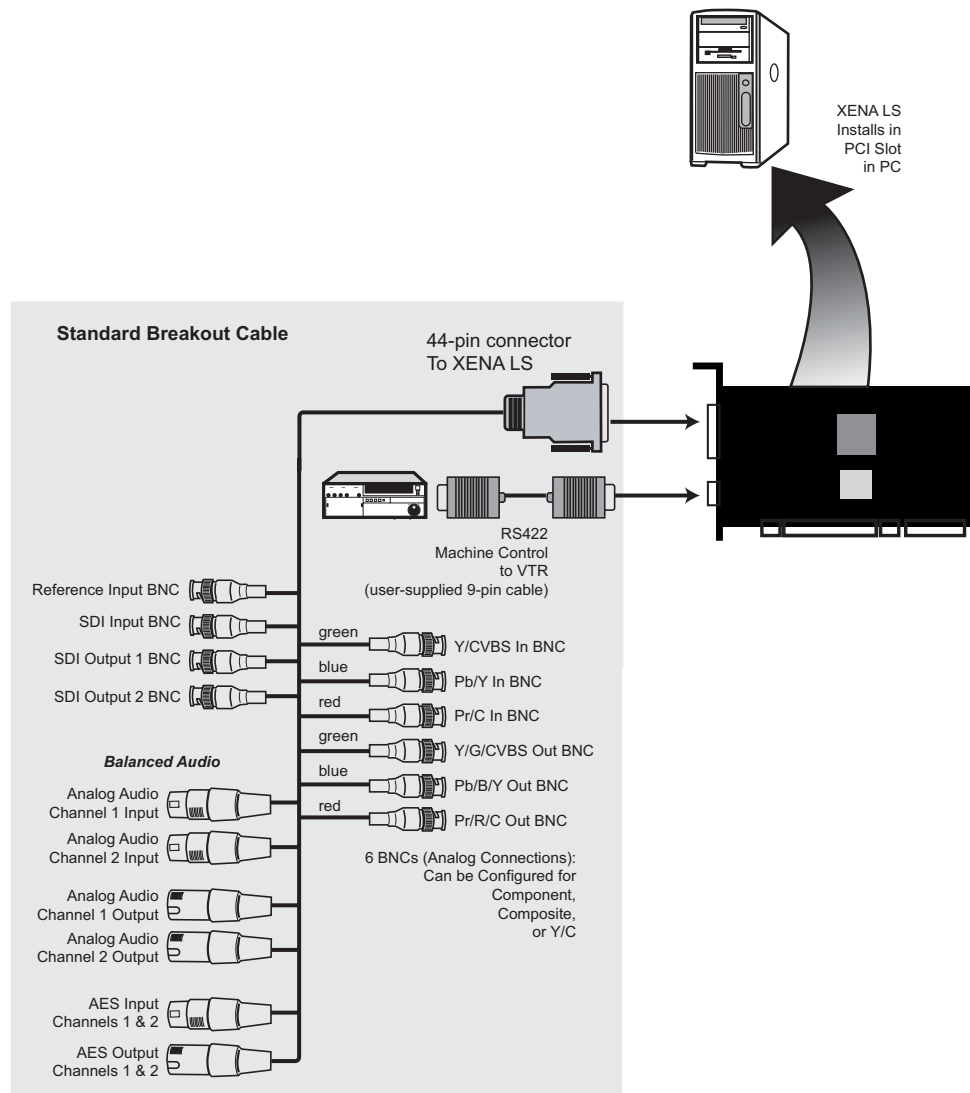 XENA LS
Installs in
PCI Slot
in PC
Standard Breakout Cable
44-pin connector
To XENA LS
RS422
Machine Control
to VTR
(user-supplied 9-pin cable)
Reference Input BNC
SDI Input BNC
SDI Output 1 BNC
SDI Output 2 BNC
green
Y/CVBS In BNC
blue
Pb/Y In BNC
red
Pr/C In BNC
green
Y/G/CVBS Out BNC
blue
Pb/B/Y Out BNC
red
Pr/R/C Out BNC
6 BNCs (Analog Connections):
Can be Configured for
Component,
Composite,
or Y/C
Balanced Audio
Analog Audio
Channel 1 Input
Analog Audio
Channel 2 Input
Analog Audio
Channel 1 Output
Analog Audio
Channel 2 Output
AES Input
Channels 1 & 2
AES Output
Channels 1 & 2